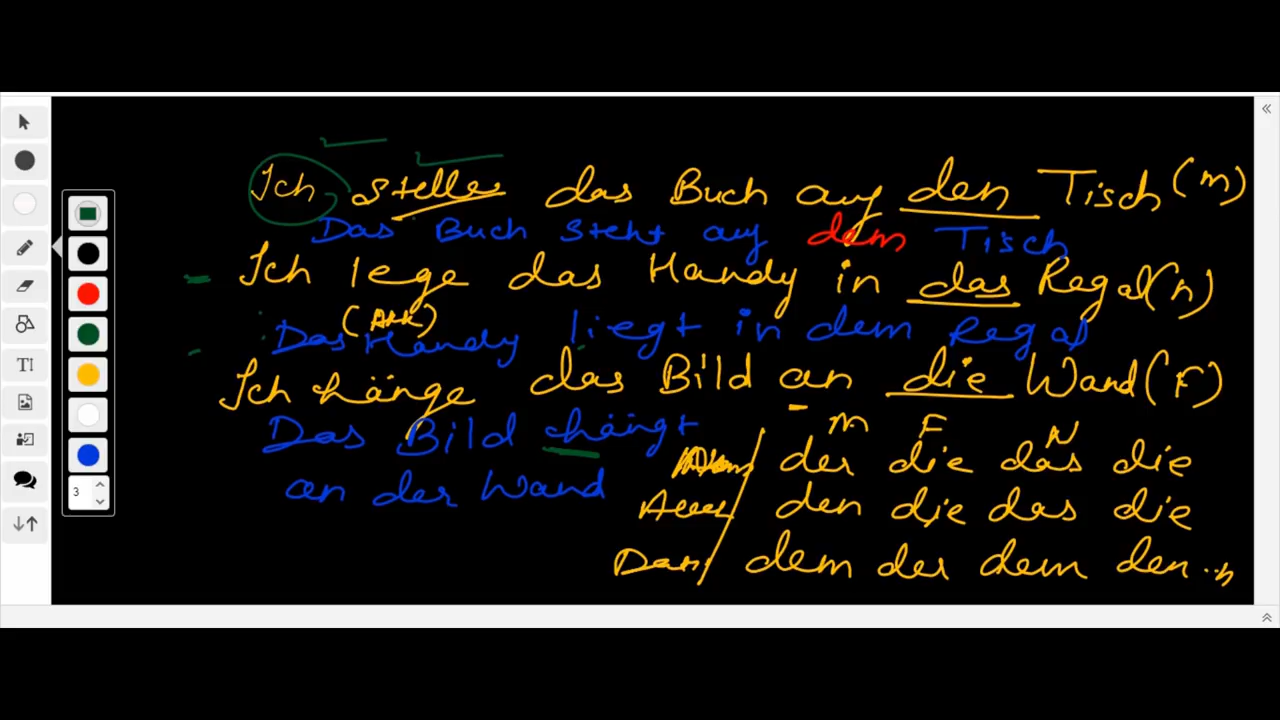 Ich stelle das Buch auf den Tisch (m)
Das Buch steht auf dem Tisch
Ich lege das Handy in das Regal (n)
(Akk)
Das Handy liegt in dem Regal
Ich hänge das Bild an die Wand (F)
Das Bild hängt
an der Wand
M F N
der die das die
den die das die
dem der dem den ..n
TI
3